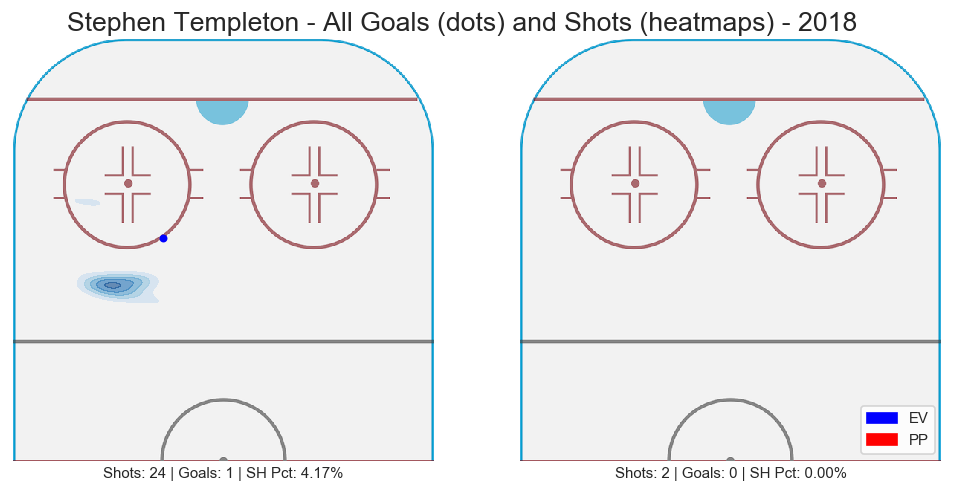 Stephen Templeton - All Goals (dots) and Shots (heatmaps) - 2018
EV
PP
Shots: 24 | Goals: 1 | SH Pct: 4.17%
Shots: 2 | Goals: 0 | SH Pct: 0.00%